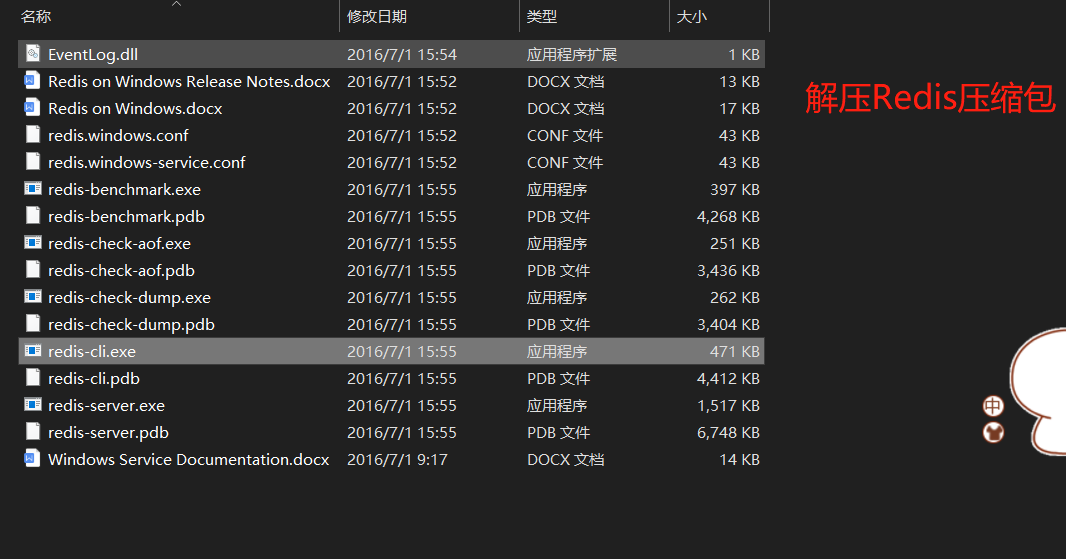 名称 修改日期 类型 大小
EventLog.dll 2016/7/1 15:54 应用程序扩展 1 KB
Redis on Windows Release Notes.docx 2016/7/1 15:52 DOCX 文档 13 KB
Redis on Windows.docx 2016/7/1 15:52 DOCX 文档 17 KB
解压Redis压缩包
redis.windows.conf 2016/7/1 15:52 CONF 文件 43 KB
redis.windows-service.conf 2016/7/1 15:52 CONF 文件 43 KB
redis-benchmark.exe 2016/7/1 15:55 应用程序 397 KB
redis-benchmark.pdb 2016/7/1 15:55 PDB 文件 4,268 KB
redis-check-aof.exe 2016/7/1 15:55 应用程序 251 KB
redis-check-aof.pdb 2016/7/1 15:55 PDB 文件 3,436 KB
redis-check-dump.exe 2016/7/1 15:55 应用程序 262 KB
redis-check-dump.pdb 2016/7/1 15:55 PDB 文件 3,404 KB
redis-cli.exe 2016/7/1 15:55 应用程序 471 KB
redis-cli.pdb 2016/7/1 15:55 PDB 文件 4,412 KB
redis-server.exe 2016/7/1 15:55 应用程序 1,517 KB
中
redis-server.pdb 2016/7/1 15:55 PDB 文件 6,748 KB
Windows Service Documentation.docx 2016/7/1 9:17 DOCX 文档 14 KB